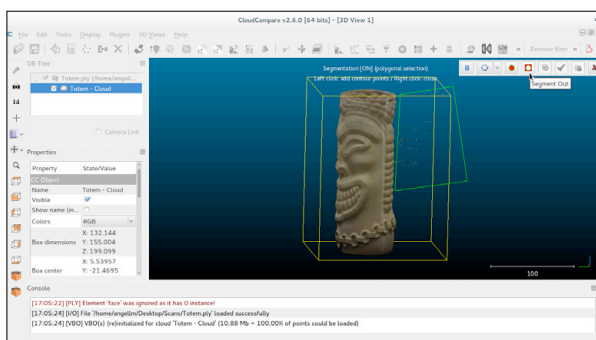 CloudCompare v2.6.0 [64 bits] - [3D View 1]
File Edit Tools Display Plugins 3D Views Help
Remove filter
DB Tree
Totem.ply (/home/angell...
Totem - Cloud
Camera Link
Properties
Property State/Value
CC Object
Name Totem - Cloud
Visible
Show name (in...
Colors RGB
X: 132.144
Box dimensions Y: 155.004
Z: 199.099
X: 5.53957
Box center Y: -21.4695
Segmentation [ON] (polygonal selection)
Left click: add contour points / Right click: close
Segment Out
100
Console
[17:05:22] [PLY] Element 'face' was ignored as it has 0 instance!
[17:05:24] [I/O] File '/home/angellm/Desktop/Scans/Totem.ply' loaded successfully
[17:05:24] [VBO] VBO(s) (re)initialized for cloud 'Totem - Cloud' (10.88 Mb = 100.00% of points could be loaded)